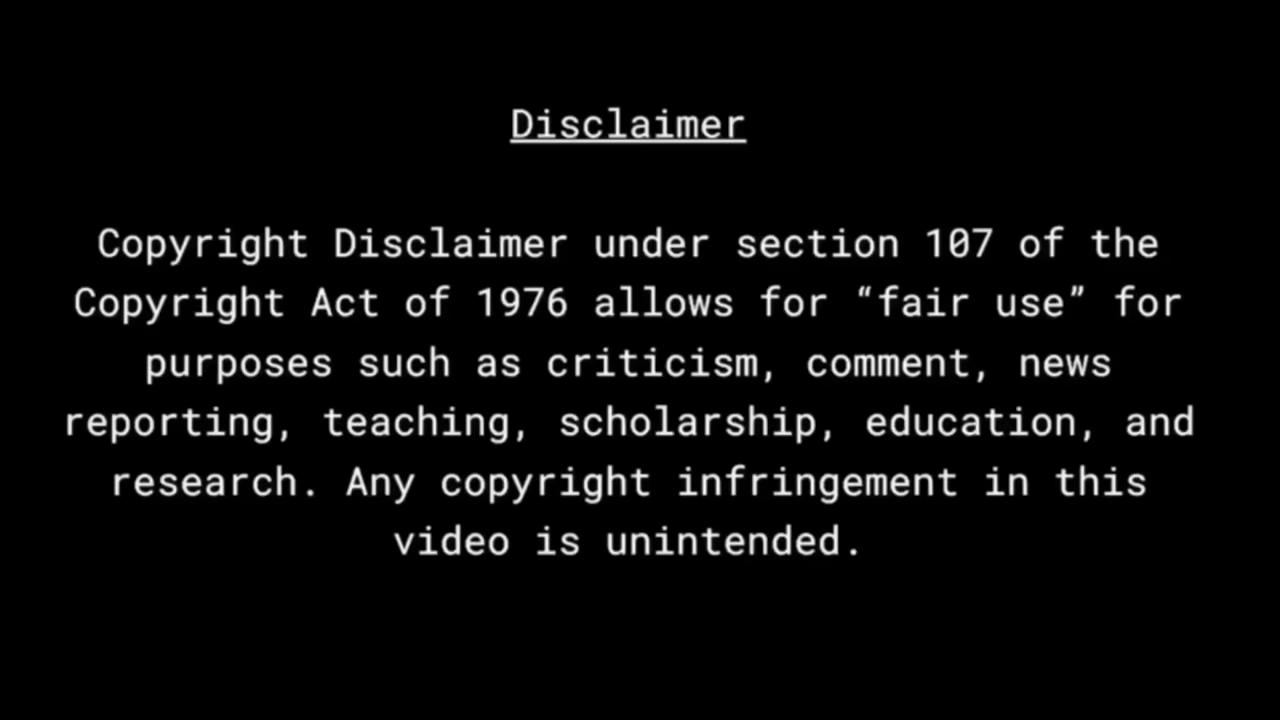 Disclaimer
Copyright Disclaimer under section 107 of the
Copyright Act of 1976 allows for “fair use” for
purposes such as criticism, comment, news
reporting, teaching, scholarship, education, and
research. Any copyright infringement in this
video is unintended.